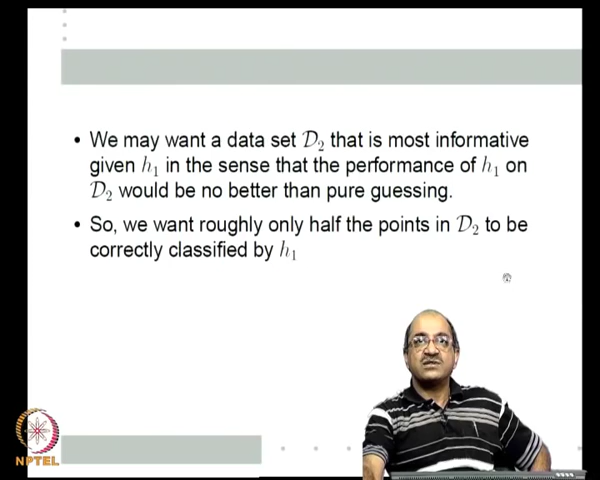 • We may want a data set 𝒟₂ that is most informative
given h₁ in the sense that the performance of h₁ on
𝒟₂ would be no better than pure guessing.
• So, we want roughly only half the points in 𝒟₂ to be
correctly classified by h₁
NPTEL